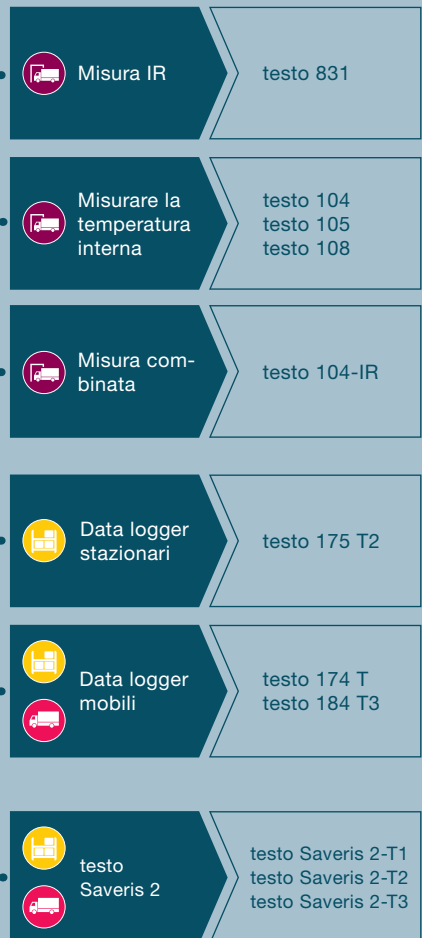 Misura IR
testo 831
Misurare la
temperatura
interna
testo 104
testo 105
testo 108
Misura com-
binata
testo 104-IR
Data logger
stazionari
testo 175 T2
Data logger
mobili
testo 174 T
testo 184 T3
testo
Saveris 2
testo Saveris 2-T1
testo Saveris 2-T2
testo Saveris 2-T3